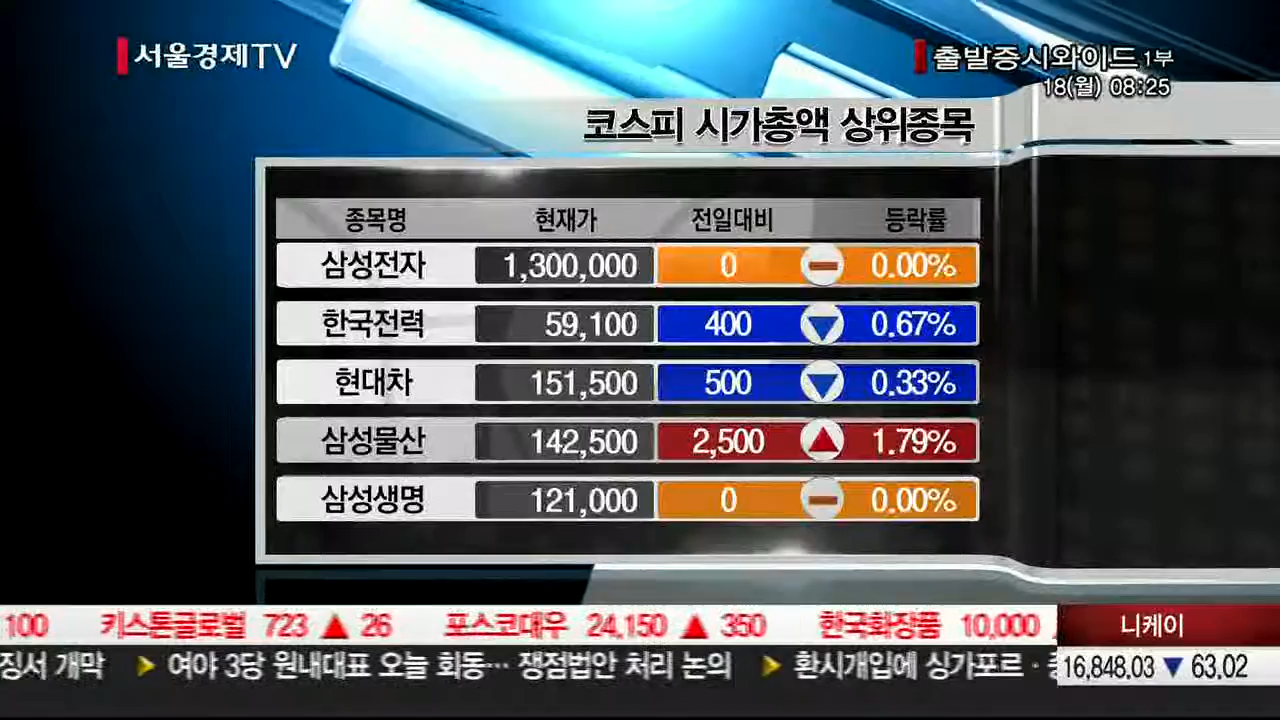 서울경제TV
출발증시와이드 1부
18(월) 08:25
코스피 시가총액 상위종목
종목명 현재가 전일대비 등락률
삼성전자 1,300,000 0 0.00%
한국전력 59,100 400 ▼ 0.67%
현대차 151,500 500 ▼ 0.33%
삼성물산 142,500 2,500 ▲ 1.79%
삼성생명 121,000 0 0.00%
100 키스톤글로벌 723 ▲ 26 포스코대우 24,150 ▲ 350 한국화장품 10,000
니케이
징서 개막 ▶ 여야 3당 원내대표 오늘 회동… 쟁점법안 처리 논의 ▶ 환시개입에 싱가포르 ·
16,848.03 ▼ 63.02